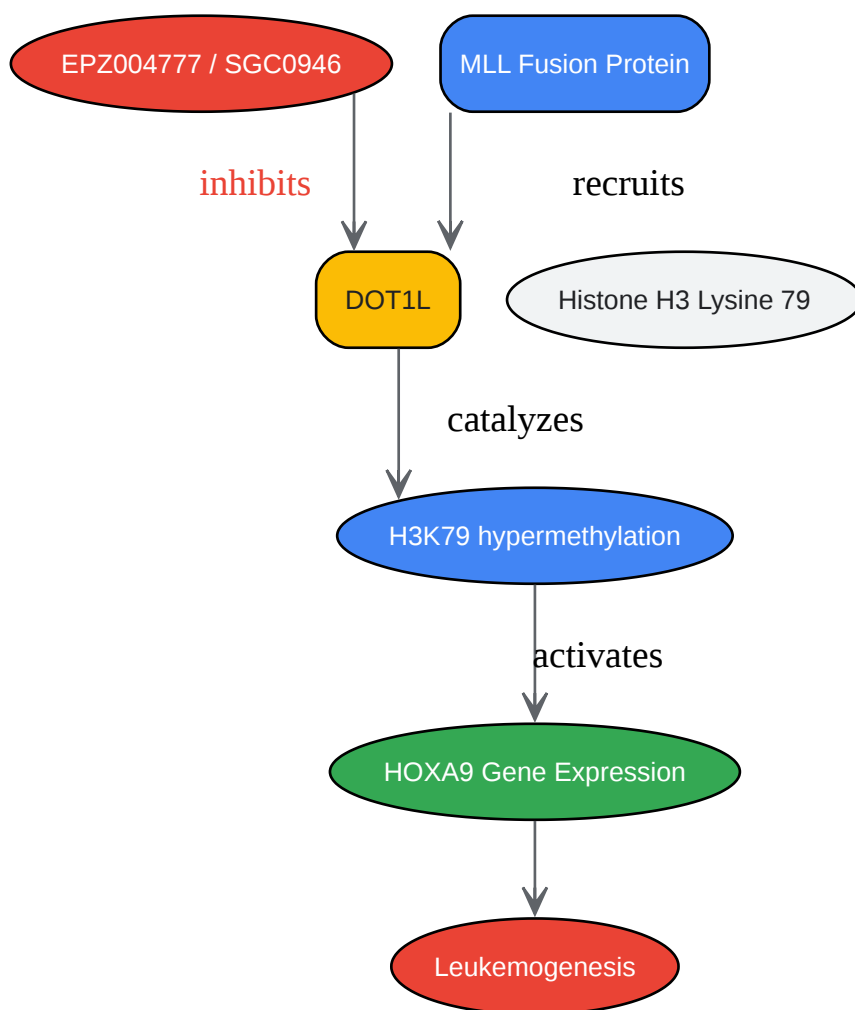 EPZ004777 / SGC0946
MLL Fusion Protein
inhibits
recruits
DOT1L
Histone H3 Lysine 79
catalyzes
H3K79 hypermethylation
activates
HOXA9 Gene Expression
Leukemogenesis